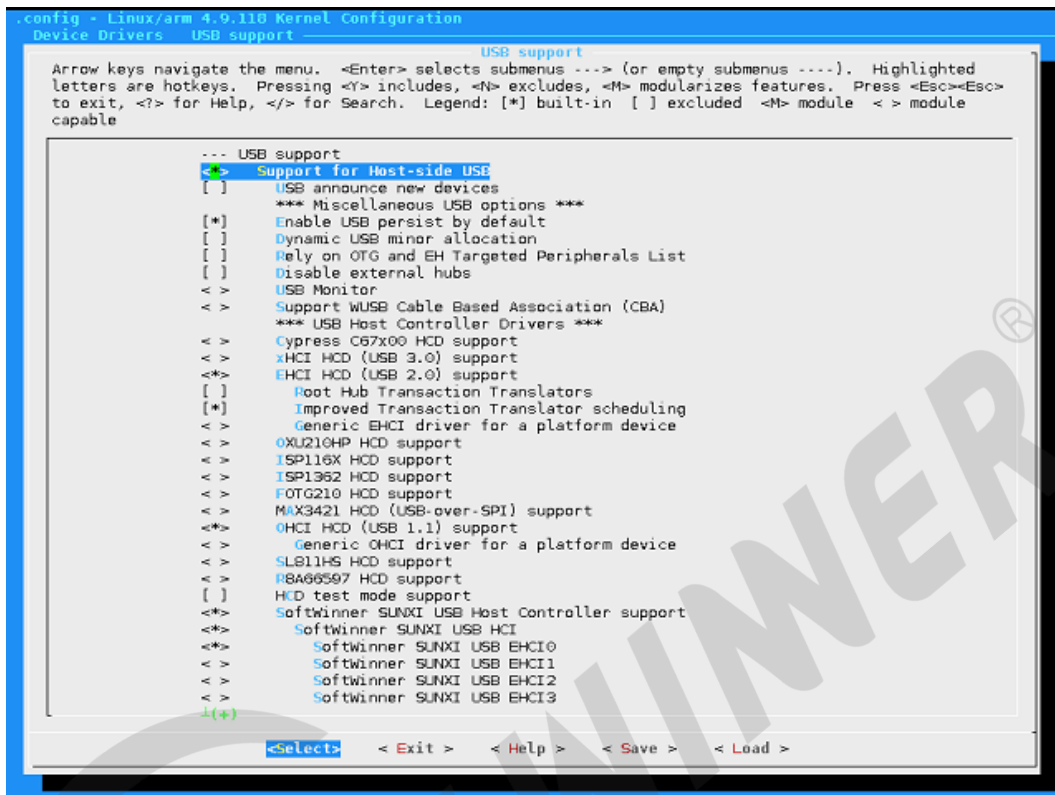 .config - Linux/arm 4.9.118 Kernel Configuration
Device Drivers   USB support
USB support
Arrow keys navigate the menu.  <Enter> selects submenus ---> (or empty submenus ----).  Highlighted
letters are hotkeys.  Pressing <Y> includes, <N> excludes, <M> modularizes features.  Press <Esc><Esc>
to exit, <?> for Help, </> for Search.  Legend: [*] built-in  [ ] excluded  <M> module  < > module
capable
--- USB support
<*>   Support for Host-side USB
[ ]     USB announce new devices
        *** Miscellaneous USB options ***
[*]     Enable USB persist by default
[ ]     Dynamic USB minor allocation
[ ]     Rely on OTG and EH Targeted Peripherals List
[ ]     Disable external hubs
< >     USB Monitor
< >     Support WUSB Cable Based Association (CBA)
        *** USB Host Controller Drivers ***
< >     Cypress C67x00 HCD support
< >     xHCI HCD (USB 3.0) support
<*>     EHCI HCD (USB 2.0) support
[ ]       Root Hub Transaction Translators
[*]       Improved Transaction Translator scheduling
< >       Generic EHCI driver for a platform device
< >     OXU210HP HCD support
< >     ISP116X HCD support
< >     ISP1362 HCD support
< >     FOTG210 HCD support
< >     MAX3421 HCD (USB-over-SPI) support
<*>     OHCI HCD (USB 1.1) support
< >       Generic OHCI driver for a platform device
< >     SL811HS HCD support
< >     R8A66597 HCD support
[ ]     HCD test mode support
<*>     SoftWinner SUNXI USB Host Controller support
<*>       SoftWinner SUNXI USB HCI
<*>         SoftWinner SUNXI USB EHCI0
< >         SoftWinner SUNXI USB EHCI1
< >         SoftWinner SUNXI USB EHCI2
< >         SoftWinner SUNXI USB EHCI3
┴(+)
<Select>    < Exit >    < Help >    < Save >    < Load >
WINNER®